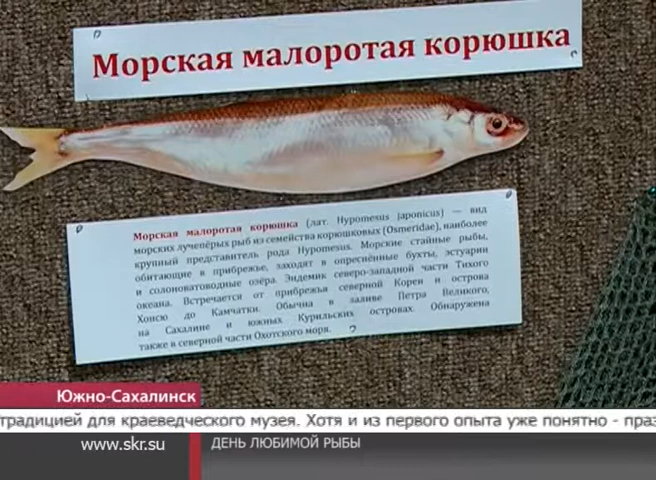 Морская малоротая корюшка
Морская малоротая корюшка (лат. Hypomesus japonicus) — вид
морских лучепёрых рыб из семейства корюшковых (Osmeridae), наиболее
крупный представитель рода Hypomesus. Морские стайные рыбы,
обитающие в прибрежье, заходят в опреснённые бухты, эстуарии
и солоноватоводные озёра. Эндемик северо-западной части Тихого
океана. Встречается от прибрежья северной Кореи и острова
Хонсю до Камчатки. Обычна в заливе Петра Великого,
на Сахалине и южных Курильских островах. Обнаружена
также в северной части Охотского моря.
Южно-Сахалинск
традицией для краеведческого музея. Хотя и из первого опыта уже понятно - праз
www.skr.su
ДЕНЬ ЛЮБИМОЙ РЫБЫ